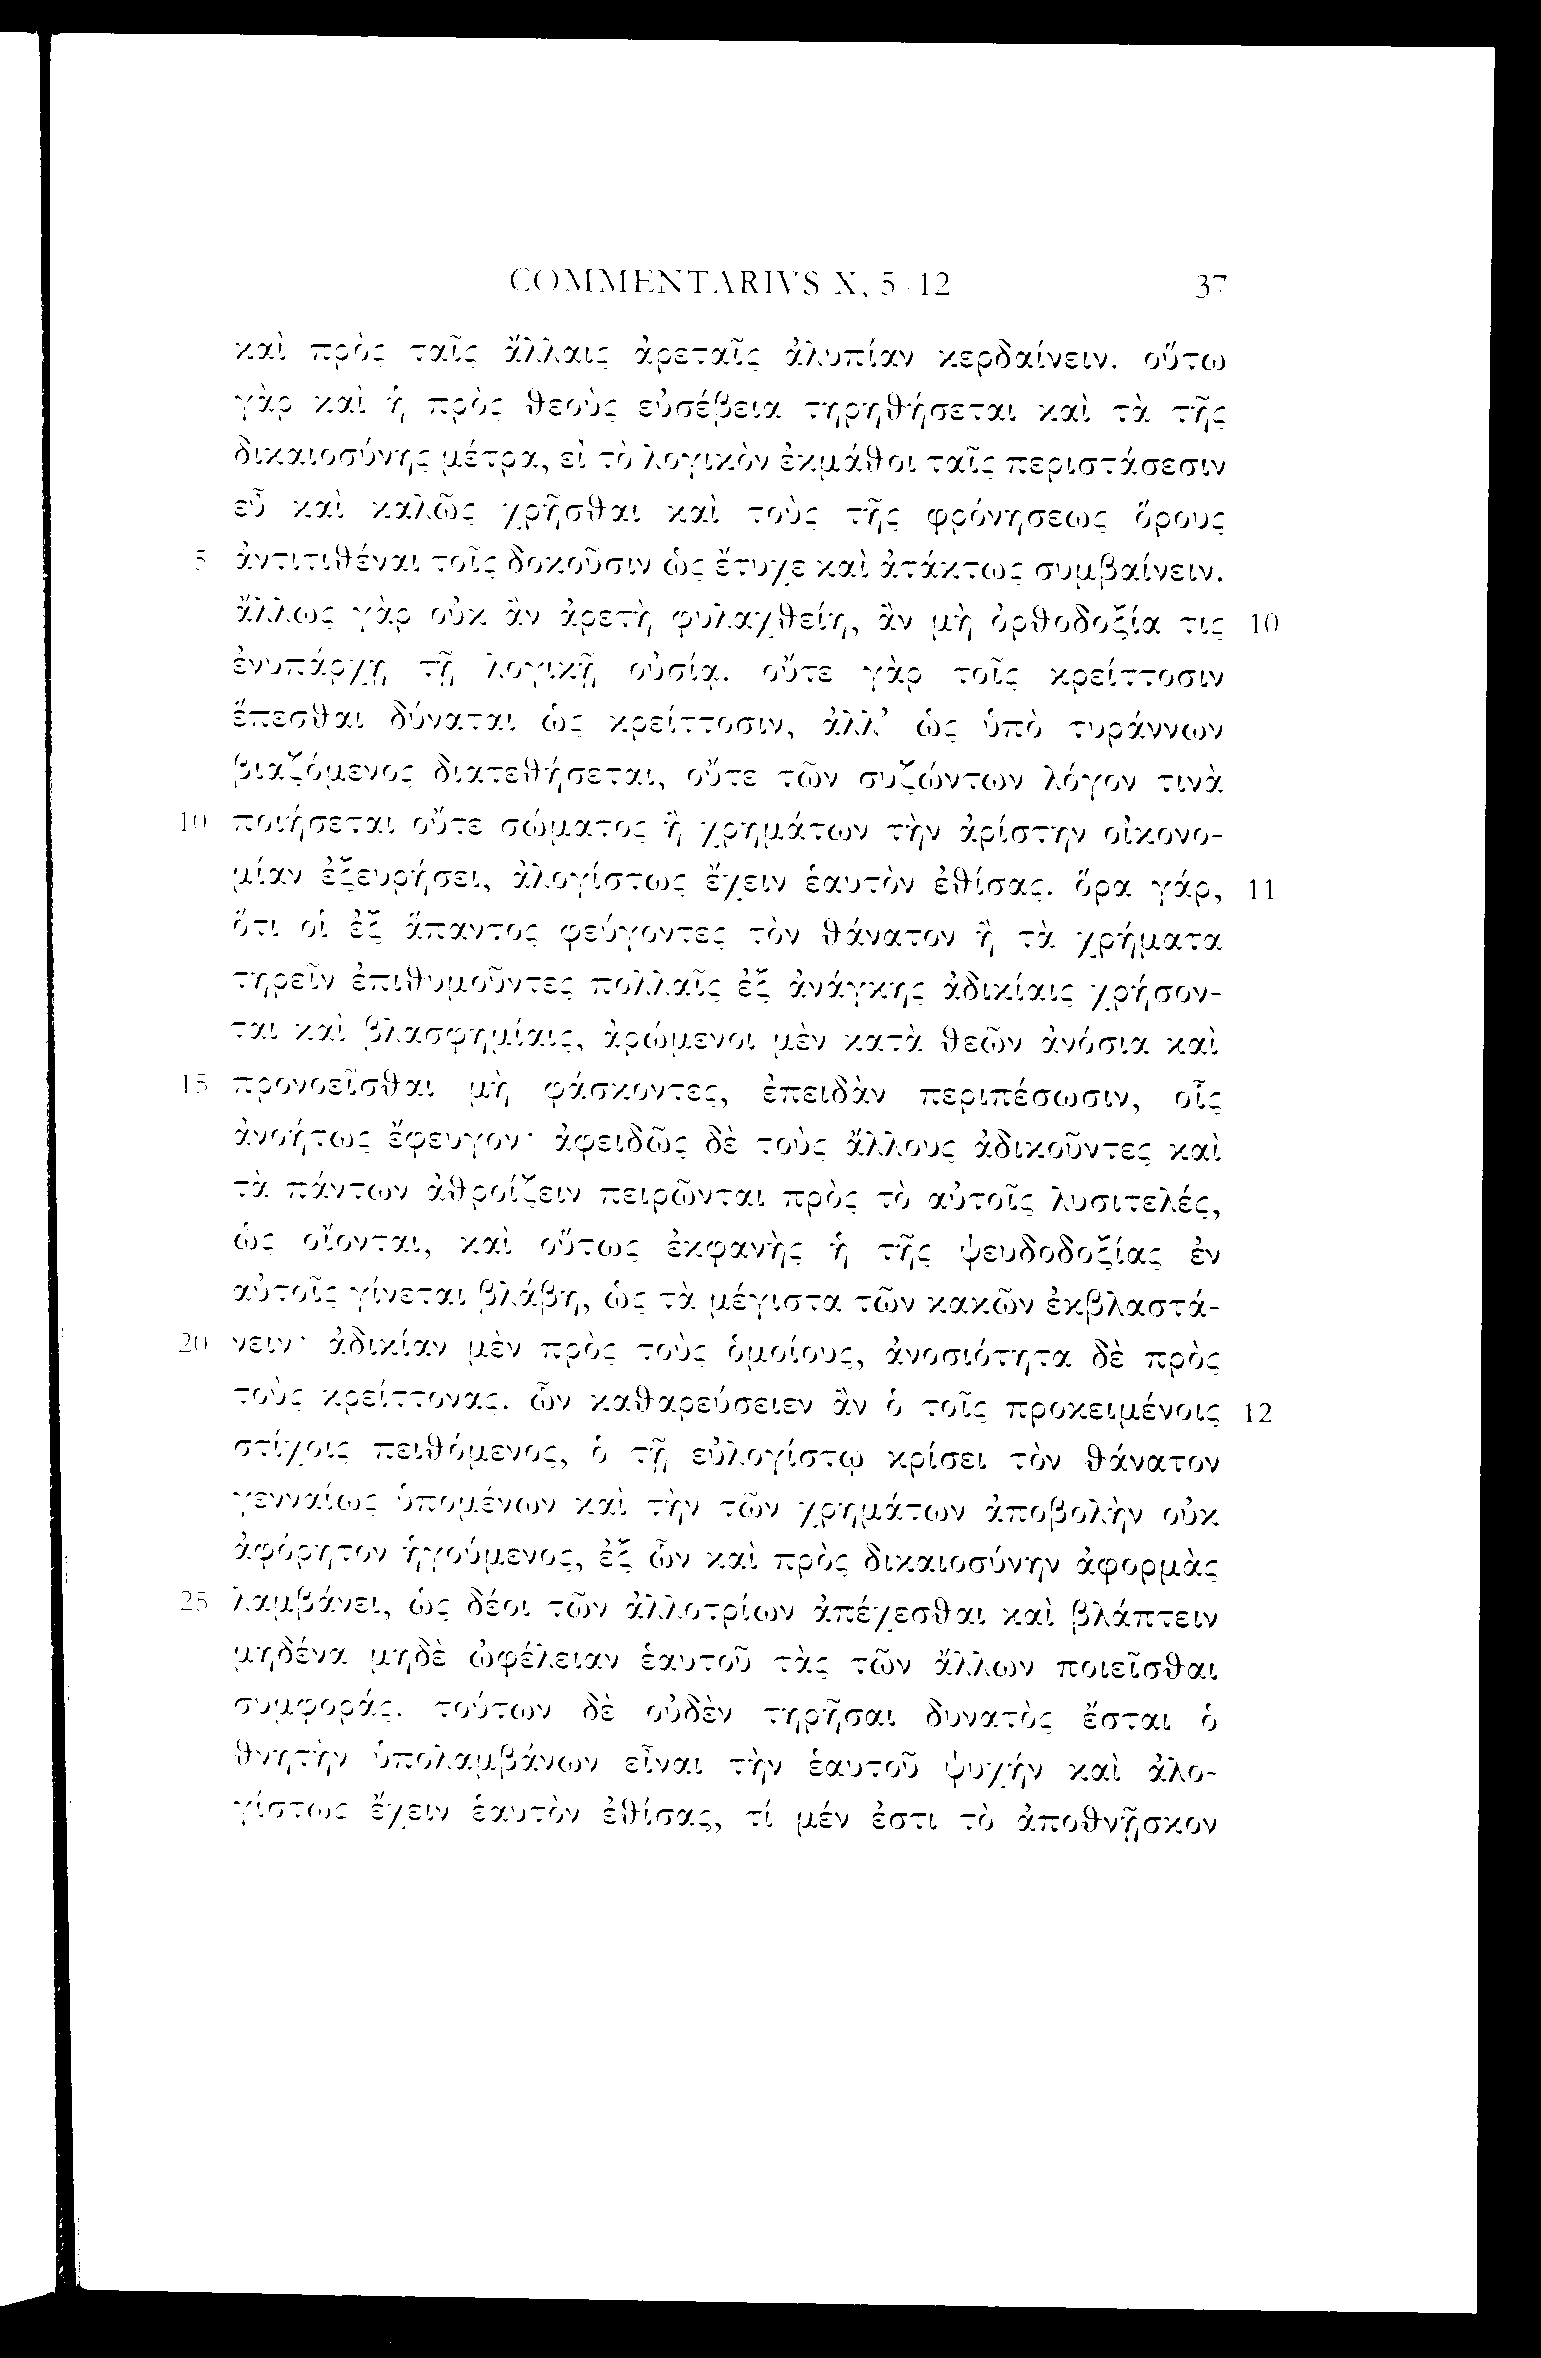 COMMENTARIVS X, 5-12 37
καὶ πρὸς ταῖς ἄλλαις ἀρεταῖς ἀλυπίαν κερδαίνειν. οὕτω
γὰρ καὶ ἡ πρὸς θεοὺς εὐσέβεια τηρηθήσεται καὶ τὰ τῆς
δικαιοσύνης μέτρα, εἰ τὸ λογικὸν ἐκμάθοι ταῖς περιστάσεσιν
εὖ καὶ καλῶς χρῆσθαι καὶ τοὺς τῆς φρόνησεως ὅρους
5 ἀντιτιθέναι τοῖς δοκοῦσιν ὡς ἔτυχε καὶ ἀτάκτως συμβαίνειν.
ἄλλως γὰρ οὐκ ἂν ἀρετὴ φυλαχθείη, ἂν μὴ ὀρθοδοξία τις 10
ἐνυπάρχῃ τῇ λογικῇ οὐσίᾳ. οὔτε γὰρ τοῖς κρείττοσιν
ἕπεσθαι δύναται ὡς κρείττοσιν, ἀλλ’ ὡς ὑπὸ τυράννων
βιαζόμενος διατεθήσεται, οὔτε τῶν συζώντων λόγον τινὰ
10 ποιήσεται οὔτε σώματος ἢ χρημάτων τὴν ἀρίστην οἰκονο-
μίαν ἐξευρήσει, ἀλογίστως ἔχειν ἑαυτὸν ἐθίσας. ὅρα γάρ, 11
ὅτι οἱ ἐξ ἅπαντος φεύγοντες τὸν θάνατον ἢ τὰ χρήματα
τηρεῖν ἐπιθυμοῦντες πολλαῖς ἐξ ἀνάγκης ἀδικίαις χρήσον-
ται καὶ βλασφημίαις, ἀρώμενοι μὲν κατὰ θεῶν ἀνόσια καὶ
15 προνοεῖσθαι μὴ φάσκοντες, ἐπειδὰν περιπέσωσιν, οἷς
ἀνοήτως ἔφευγον· ἀφειδῶς δὲ τοὺς ἄλλους ἀδικοῦντες καὶ
τὰ πάντων ἀθροίζειν πειρῶνται πρὸς τὸ αὐτοῖς λυσιτελές,
ὡς οἴονται, καὶ οὕτως ἐκφανὴς ἡ τῆς ψευδοδοξίας ἐν
αὐτοῖς γίνεται βλάβη, ὡς τὰ μέγιστα τῶν κακῶν ἐκβλαστά-
20 νειν· ἀδικίαν μὲν πρὸς τοὺς ὁμοίους, ἀνοσιότητα δὲ πρὸς
τοὺς κρείττονας. ὧν καθαρεύσειεν ἂν ὁ τοῖς προκειμένοις 12
στίχοις πειθόμενος, ὁ τῇ εὐλογίστῳ κρίσει τὸν θάνατον
γενναίως ὑπομένων καὶ τὴν τῶν χρημάτων ἀποβολὴν οὐκ
ἀφόρητον ἡγούμενος, ἐξ ὧν καὶ πρὸς δικαιοσύνην ἀφορμὰς
25 λαμβάνει, ὡς δέοι τῶν ἀλλοτρίων ἀπέχεσθαι καὶ βλάπτειν
μηδένα μηδὲ ὠφέλειαν ἑαυτοῦ τὰς τῶν ἄλλων ποιεῖσθαι
συμφοράς. τούτων δὲ οὐδὲν τηρῆσαι δυνατὸς ἔσται ὁ
θνητὴν ὑπολαμβάνων εἶναι τὴν ἑαυτοῦ ψυχήν καὶ ἀλο-
γίστως ἔχειν ἑαυτὸν ἐθίσας, τί μέν ἐστι τὸ ἀποθνῇσκον